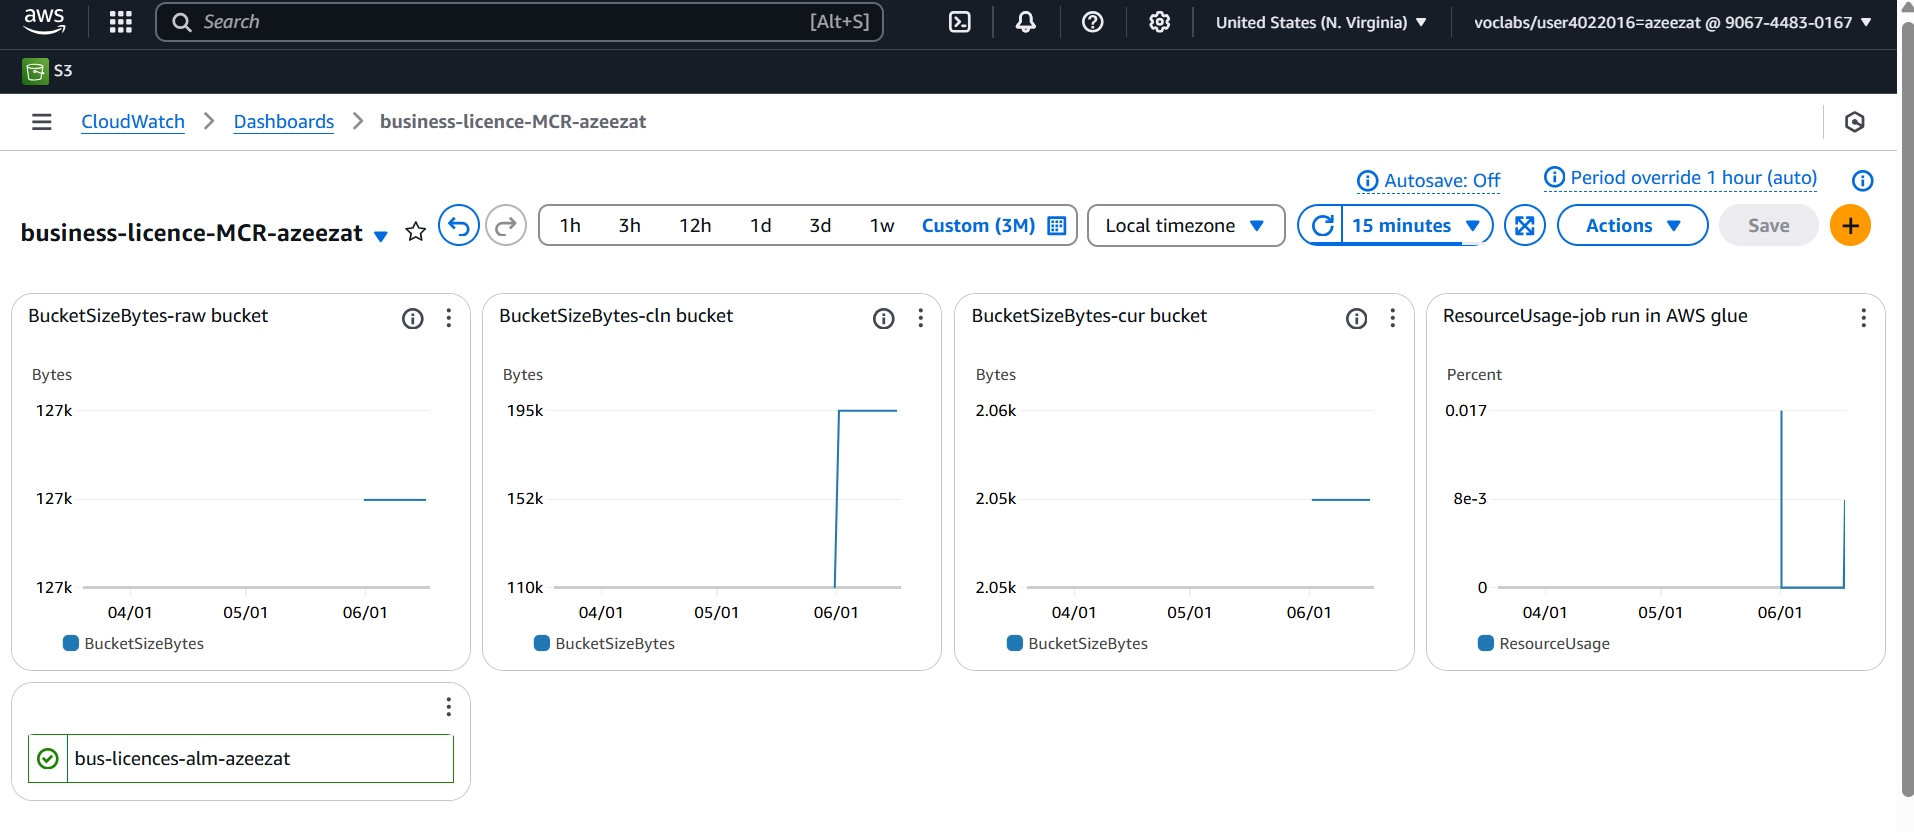 aws
Search [Alt+S]
United States (N. Virginia)
voclabs/user4022016=azeezat @ 9067-4483-0167
S3
CloudWatch > Dashboards > business-licence-MCR-azeezat
Autosave: Off
Period override 1 hour (auto)
business-licence-MCR-azeezat
1h 3h 12h 1d 3d 1w Custom (3M)
Local timezone
15 minutes
Actions
Save
+
BucketSizeBytes-raw bucket
Bytes
127k
127k
127k
04/01 05/01 06/01
BucketSizeBytes
BucketSizeBytes-cln bucket
Bytes
195k
152k
110k
04/01 05/01 06/01
BucketSizeBytes
BucketSizeBytes-cur bucket
Bytes
2.06k
2.05k
2.05k
04/01 05/01 06/01
BucketSizeBytes
ResourceUsage-job run in AWS glue
Percent
0.017
8e-3
0
04/01 05/01 06/01
ResourceUsage
bus-licences-alm-azeezat